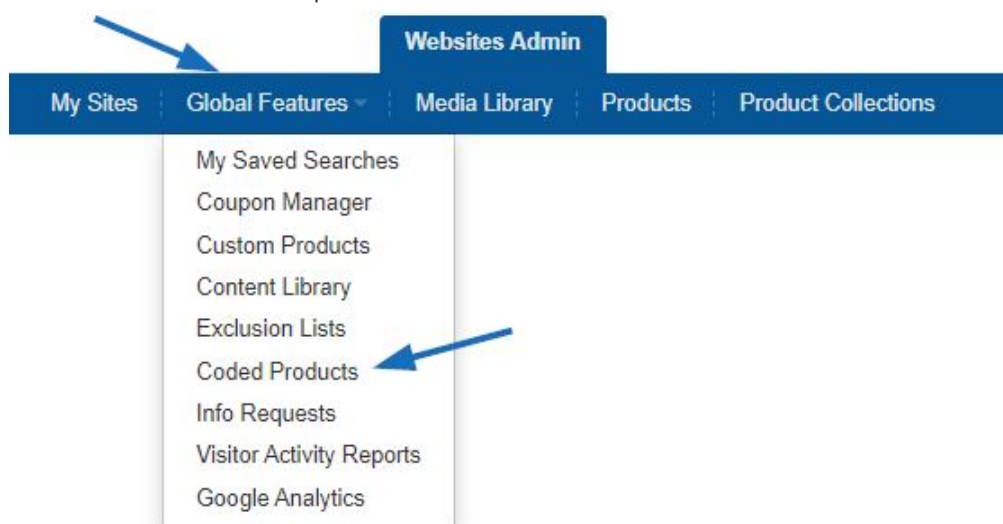 Websites Admin
My Sites Global Features Media Library Products Product Collections
My Saved Searches
Coupon Manager
Custom Products
Content Library
Exclusion Lists
Coded Products
Info Requests
Visitor Activity Reports
Google Analytics